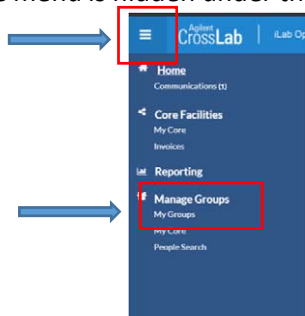 menu is hidden under th
Agilent
CrossLab
iLab Op
Home
Communications (1)
Core Facilities
My Core
Invoices
Reporting
Manage Groups
My Groups
My Core
People Search